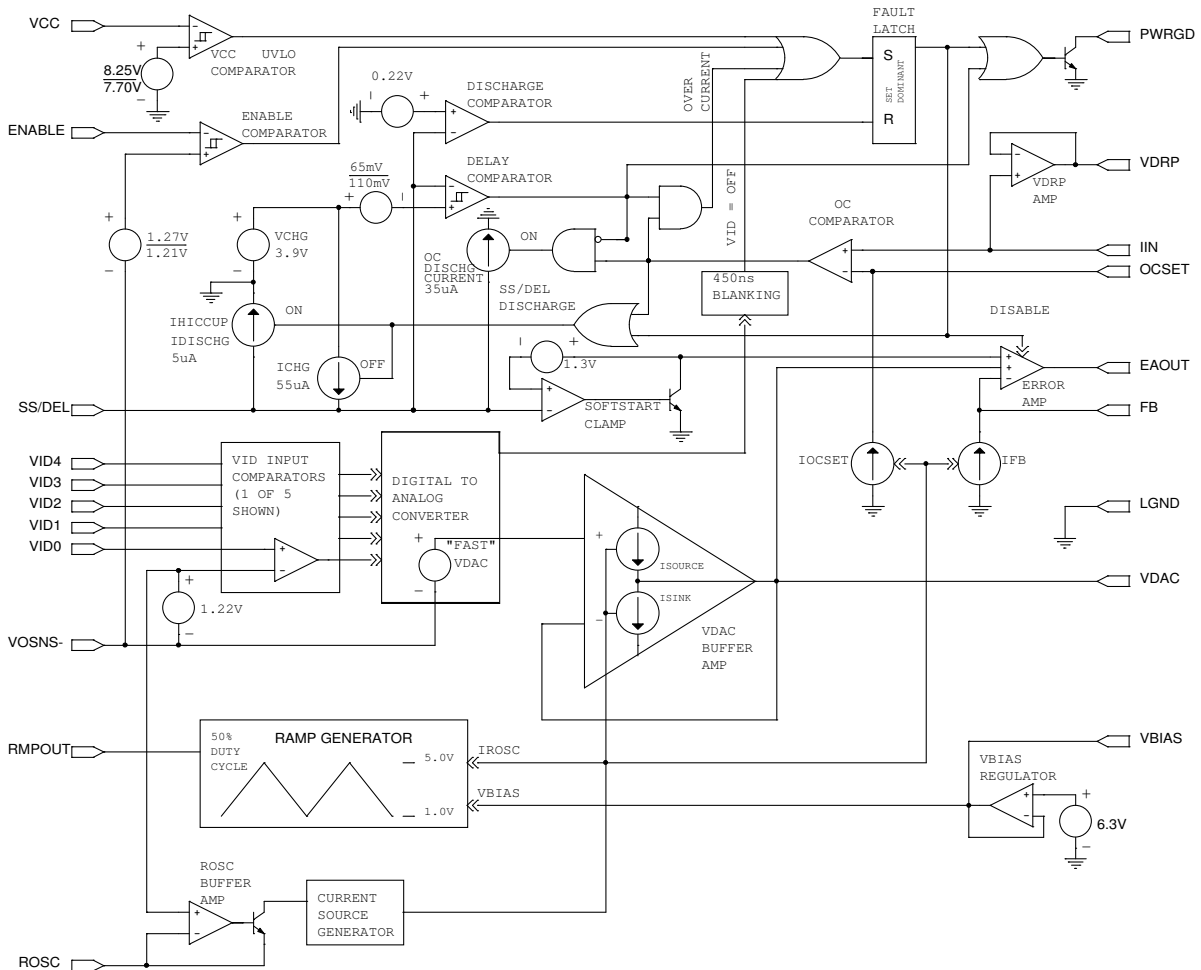 VCC
VCC UVLO
COMPARATOR
8.25V
7.70V
FAULT
LATCH
S
SET
DOMINANT
R
PWRGD
0.22V
DISCHARGE
COMPARATOR
OVER
CURRENT
ENABLE
ENABLE
COMPARATOR
65mV
110mV
DELAY
COMPARATOR
VID = OFF
VDRP
AMP
VDRP
1.27V
1.21V
VCHG
3.9V
OC
DISCHG
CURRENT
35uA
ON
SS/DEL
DISCHARGE
OC
COMPARATOR
IIN
OCSET
450ns
BLANKING
IHICCUP
IDISCHG
5uA
ON
ICHG
55uA
OFF
1.3V
DISABLE
ERROR
AMP
EAOUT
SS/DEL
SOFTSTART
CLAMP
FB
VID4
VID3
VID2
VID1
VID0
VID INPUT
COMPARATORS
(1 OF 5
SHOWN)
DIGITAL TO
ANALOG
CONVERTER
"FAST"
VDAC
IOCSET
IFB
LGND
ISOURCE
ISINK
VDAC
BUFFER
AMP
VDAC
1.22V
VOSNS-
RMPOUT
50%
DUTY
CYCLE
RAMP GENERATOR
5.0V
1.0V
IROSC
VBIAS
VBIAS
REGULATOR
VBIAS
6.3V
ROSC
BUFFER
AMP
CURRENT
SOURCE
GENERATOR
ROSC